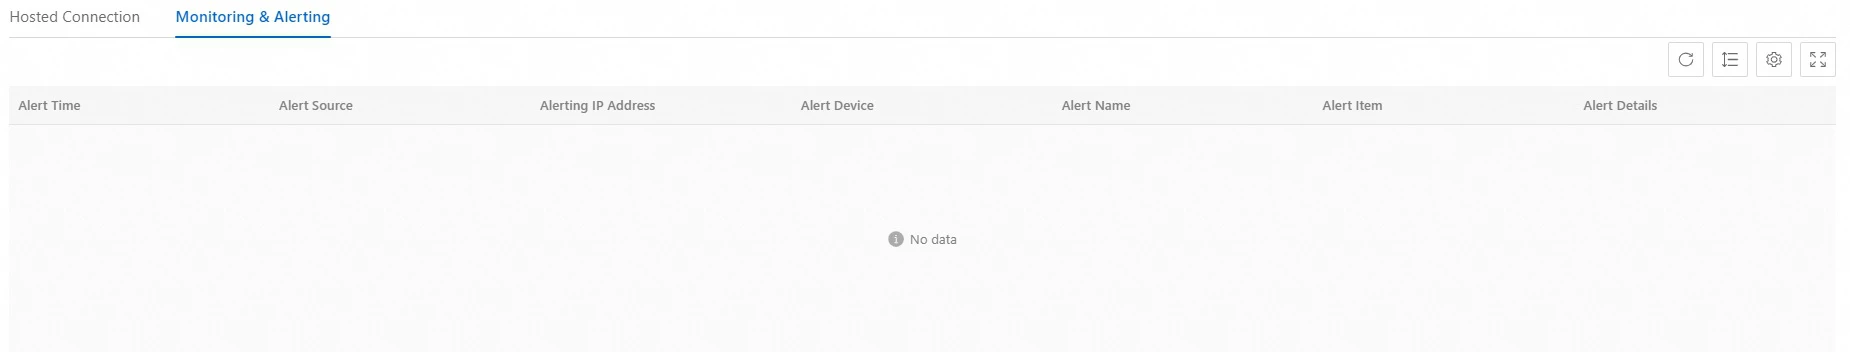 Hosted Connection Monitoring & Alerting
Alert Time Alert Source Alerting IP Address Alert Device Alert Name Alert Item Alert Details
No data